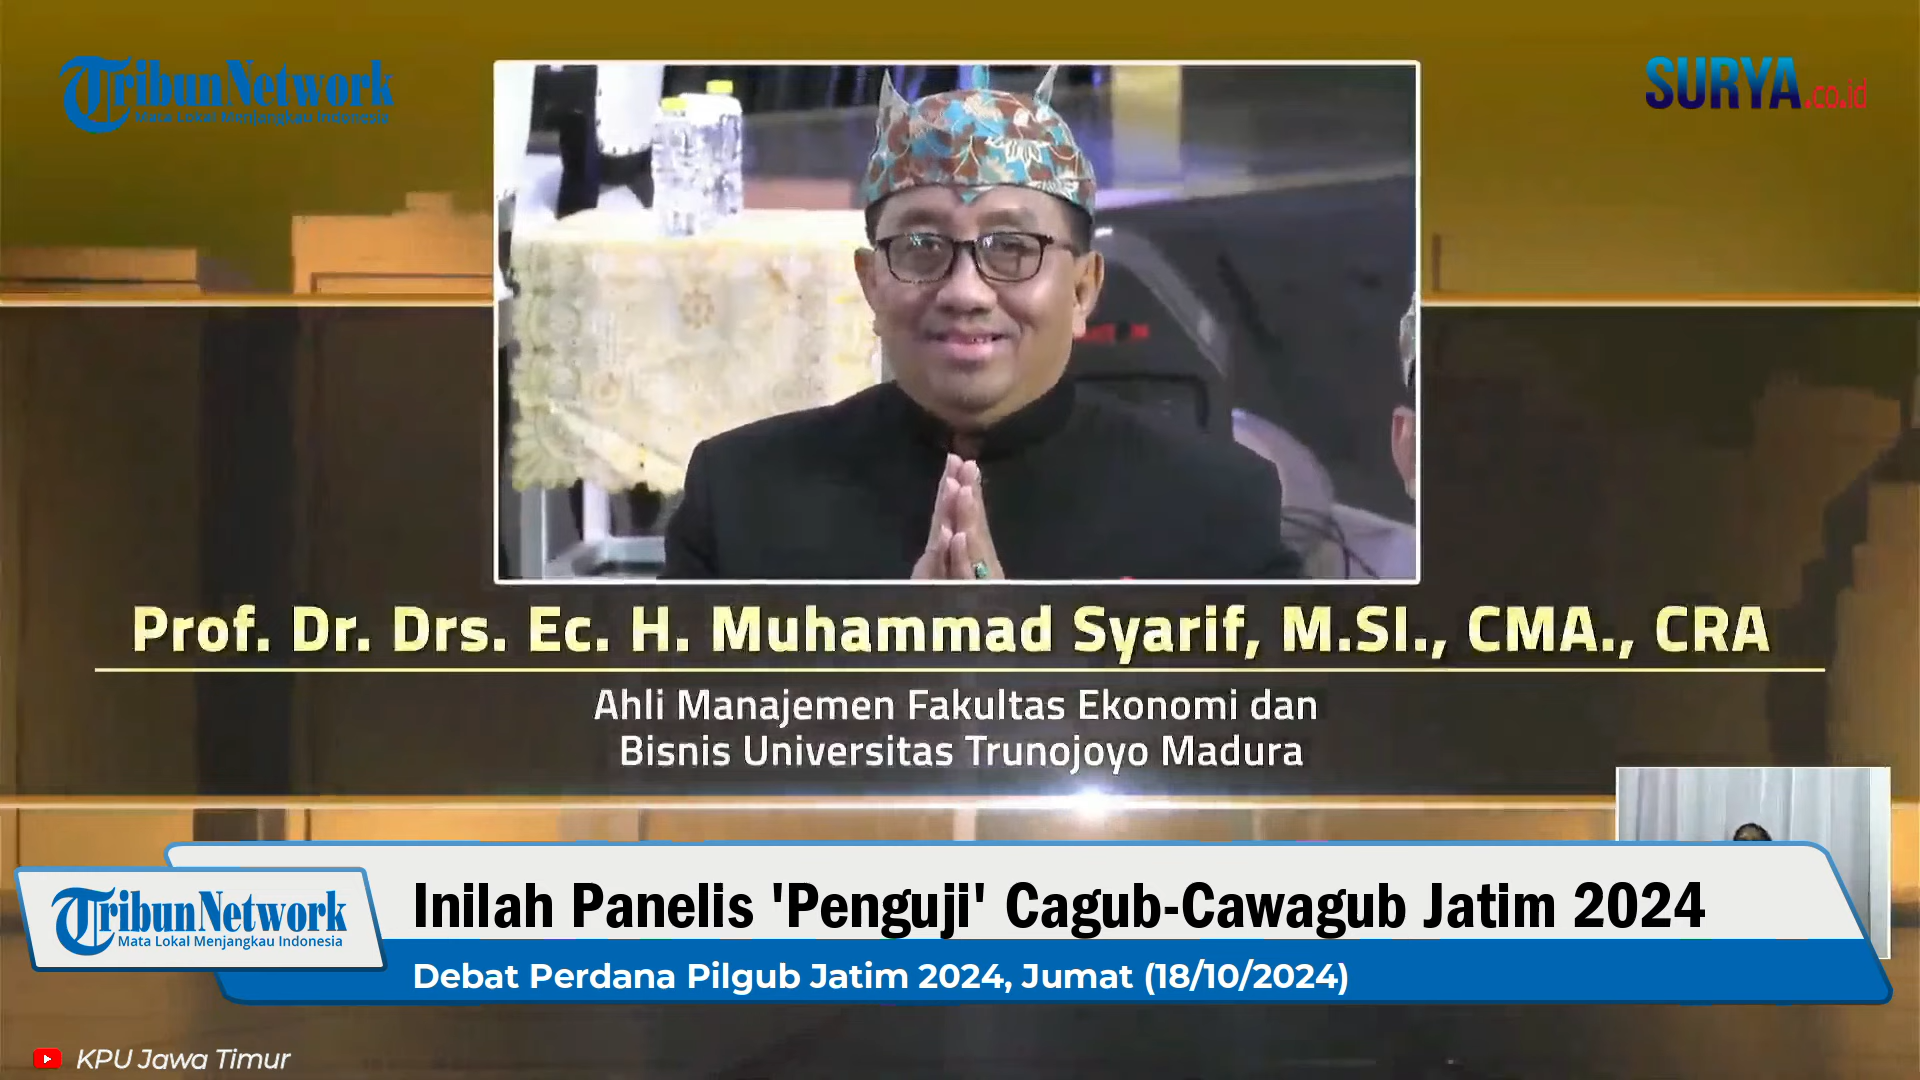 TribunNetwork
Mata Lokal Menjangkau Indonesia
SURYA.co.id
Prof. Dr. Drs. Ec. H. Muhammad Syarif, M.SI., CMA., CRA
Ahli Manajemen Fakultas Ekonomi dan
Bisnis Universitas Trunojoyo Madura
TribunNetwork
Mata Lokal Menjangkau Indonesia
Inilah Panelis 'Penguji' Cagub-Cawagub Jatim 2024
Debat Perdana Pilgub Jatim 2024, Jumat (18/10/2024)
KPU Jawa Timur